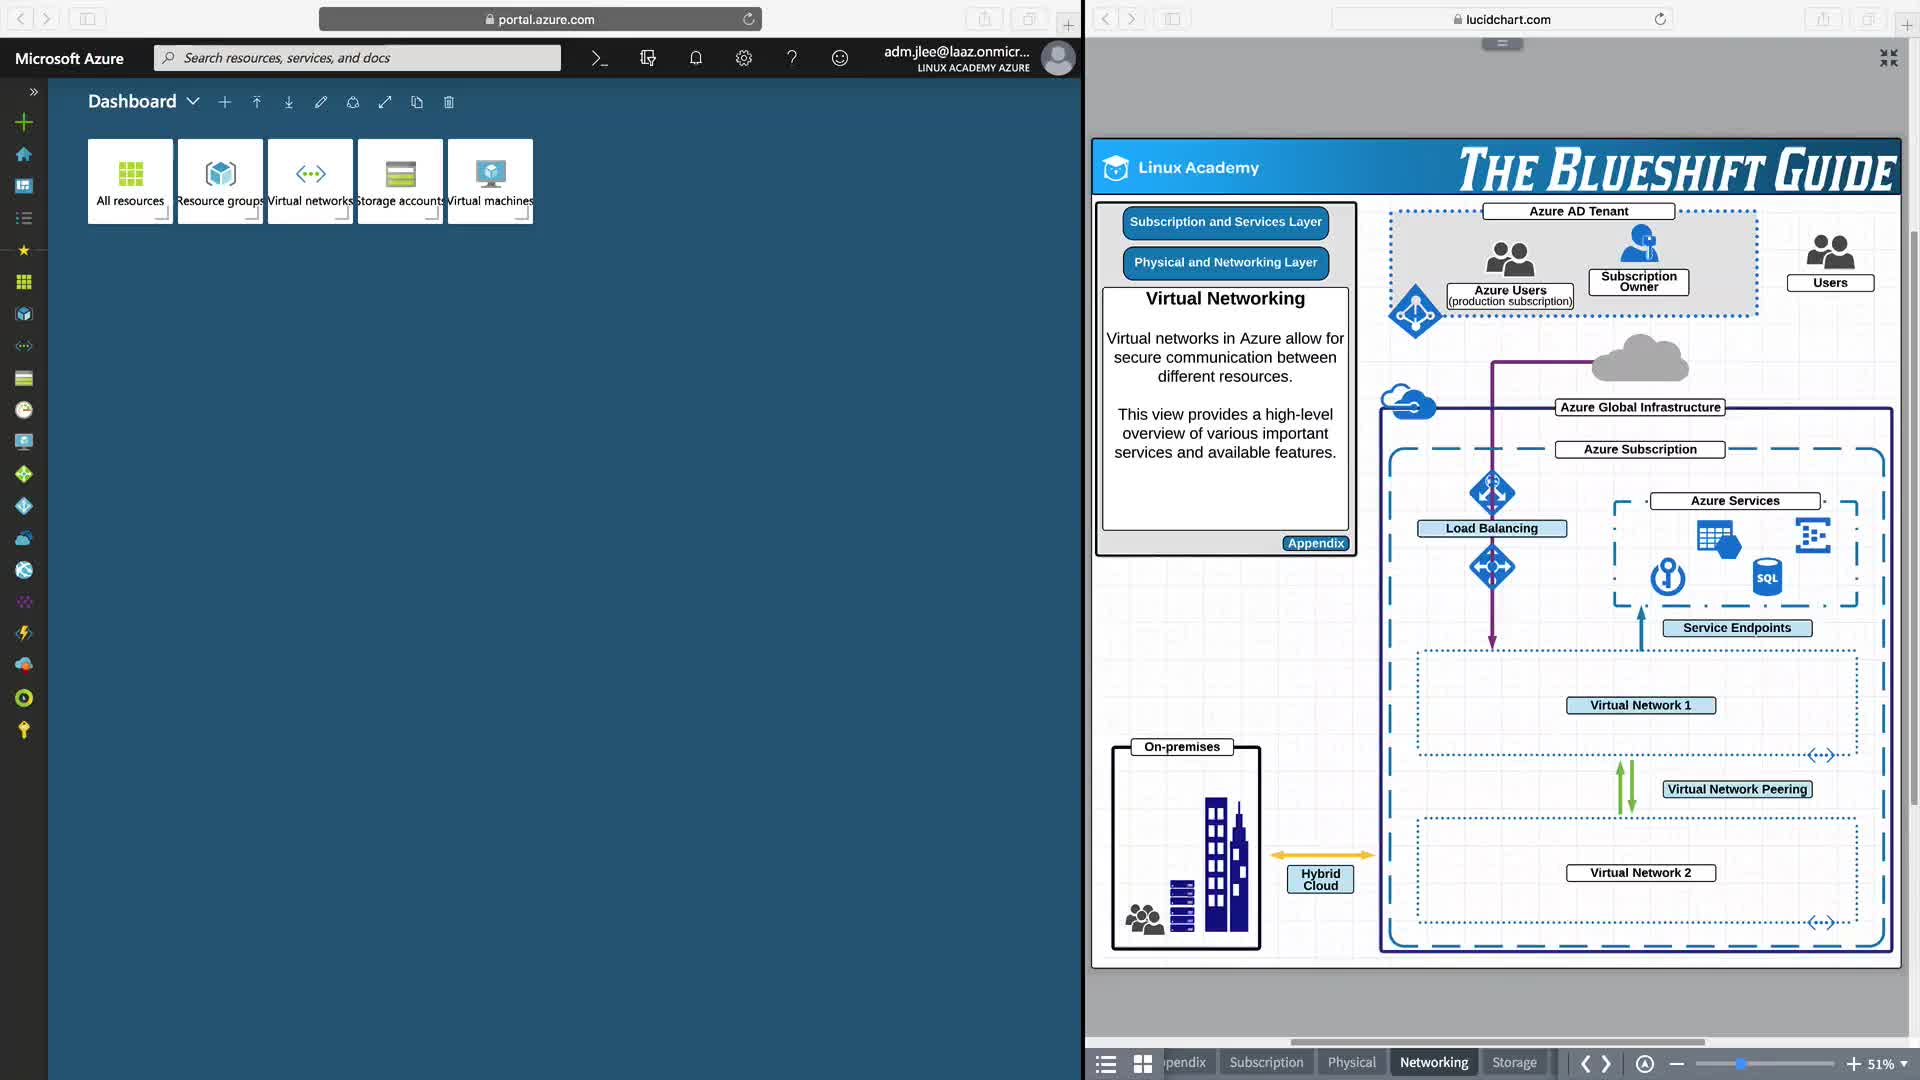 portal.azure.com
Microsoft Azure
Search resources, services, and docs
adm.jlee@laaz.onmicr...
LINUX ACADEMY AZURE
Dashboard
All resources
Resource groups
Virtual networks
Storage accounts
Virtual machines
lucidchart.com
Linux Academy
THE BLUESHIFT GUIDE
Subscription and Services Layer
Physical and Networking Layer
Virtual Networking
Virtual networks in Azure allow for
secure communication between
different resources.
This view provides a high-level
overview of various important
services and available features.
Appendix
Azure AD Tenant
Azure Users
(production subscription)
Subscription
Owner
Users
Azure Global Infrastructure
Azure Subscription
Load Balancing
Azure Services
SQL
Service Endpoints
Virtual Network 1
Virtual Network Peering
Virtual Network 2
On-premises
Hybrid
Cloud
pendix
Subscription
Physical
Networking
Storage
51%